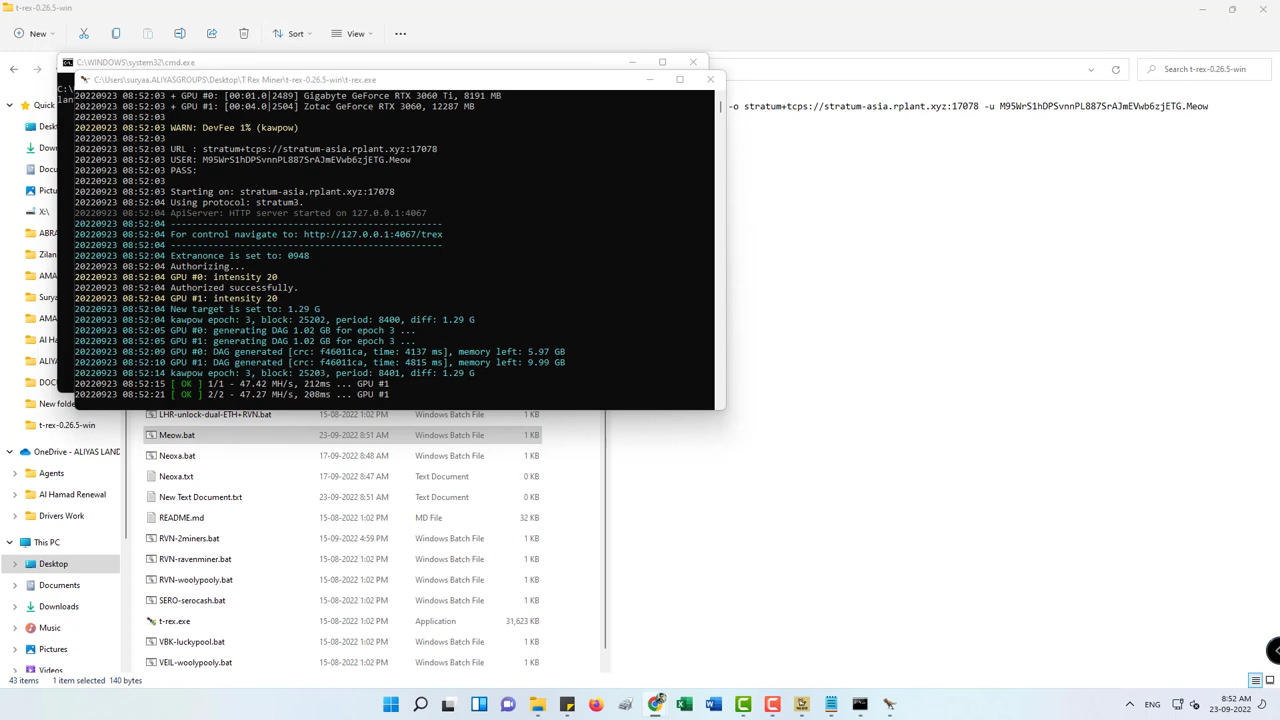 t-rex-0.26.5-win
New
Sort
View
C:\WINDOWS\system32\cmd.exe
Search t-rex-0.26.5-win
C:\Users\suryaa.ALIYASGROUPS\Desktop\T Rex Miner\t-rex-0.26.5-win\t-rex.exe
C:\
lan
-o stratum+tcps://stratum-asia.rplant.xyz:17078 -u M95WrS1hDPSvnnPL887SrAJmEVwb6zjETG.Meow
20220923 08:52:03 + GPU #0: [00:01.0|2489] Gigabyte GeForce RTX 3060 Ti, 8191 MB
20220923 08:52:03 + GPU #1: [00:04.0|2504] Zotac GeForce RTX 3060, 12287 MB
20220923 08:52:03
20220923 08:52:03 WARN: DevFee 1% (kawpow)
20220923 08:52:03
20220923 08:52:03 URL : stratum+tcps://stratum-asia.rplant.xyz:17078
20220923 08:52:03 USER: M95WrS1hDPSvnnPL887SrAJmEVwb6zjETG.Meow
20220923 08:52:03 PASS:
20220923 08:52:03
20220923 08:52:03 Starting on: stratum-asia.rplant.xyz:17078
20220923 08:52:04 Using protocol: stratum3.
20220923 08:52:04 ApiServer: HTTP server started on 127.0.0.1:4067
20220923 08:52:04 ---------------------------------------------------
20220923 08:52:04 For control navigate to: http://127.0.0.1:4067/trex
20220923 08:52:04 ---------------------------------------------------
20220923 08:52:04 Extranonce is set to: 0948
20220923 08:52:04 Authorizing...
20220923 08:52:04 GPU #0: intensity 20
20220923 08:52:04 Authorized successfully.
20220923 08:52:04 GPU #1: intensity 20
20220923 08:52:04 New target is set to: 1.29 G
20220923 08:52:04 kawpow epoch: 3, block: 25202, period: 8400, diff: 1.29 G
20220923 08:52:05 GPU #0: generating DAG 1.02 GB for epoch 3 ...
20220923 08:52:05 GPU #1: generating DAG 1.02 GB for epoch 3 ...
20220923 08:52:09 GPU #0: DAG generated [crc: f46011ca, time: 4137 ms], memory left: 5.97 GB
20220923 08:52:10 GPU #1: DAG generated [crc: f46011ca, time: 4815 ms], memory left: 9.99 GB
20220923 08:52:14 kawpow epoch: 3, block: 25203, period: 8401, diff: 1.29 G
20220923 08:52:15 [ OK ] 1/1 - 47.42 MH/s, 212ms ... GPU #1
20220923 08:52:21 [ OK ] 2/2 - 47.27 MH/s, 208ms ... GPU #1
Quick
Deskt
Down
Docu
Pictu
X:\
ABRA
Zilan
AMA
Surya
AMA
Al Ha
ALIYA
DOC
New folde
t-rex-0.26.5-win
OneDrive - ALIYAS LAND
Agents
Al Hamad Renewal
Drivers Work
This PC
Desktop
Documents
Downloads
Music
Pictures
Videos
LHR-unlock-dual-ETH+RVN.bat 15-08-2022 1:02 PM Windows Batch File 1 KB
Meow.bat 23-09-2022 8:51 AM Windows Batch File 1 KB
Neoxa.bat 17-09-2022 8:48 AM Windows Batch File 1 KB
Neoxa.txt 17-09-2022 8:47 AM Text Document 0 KB
New Text Document.txt 23-09-2022 8:51 AM Text Document 0 KB
README.md 15-08-2022 1:02 PM MD File 32 KB
RVN-2miners.bat 15-09-2022 4:59 PM Windows Batch File 1 KB
RVN-ravenminer.bat 15-08-2022 1:02 PM Windows Batch File 1 KB
RVN-woolypooly.bat 15-08-2022 1:02 PM Windows Batch File 1 KB
SERO-serocash.bat 15-08-2022 1:02 PM Windows Batch File 1 KB
t-rex.exe 15-08-2022 1:02 PM Application 31,623 KB
VBK-luckypool.bat 15-08-2022 1:02 PM Windows Batch File 1 KB
VEIL-woolypooly.bat 15-08-2022 1:02 PM Windows Batch File 1 KB
43 items 1 item selected 140 bytes
ENG
8:52 AM
23-09-2022